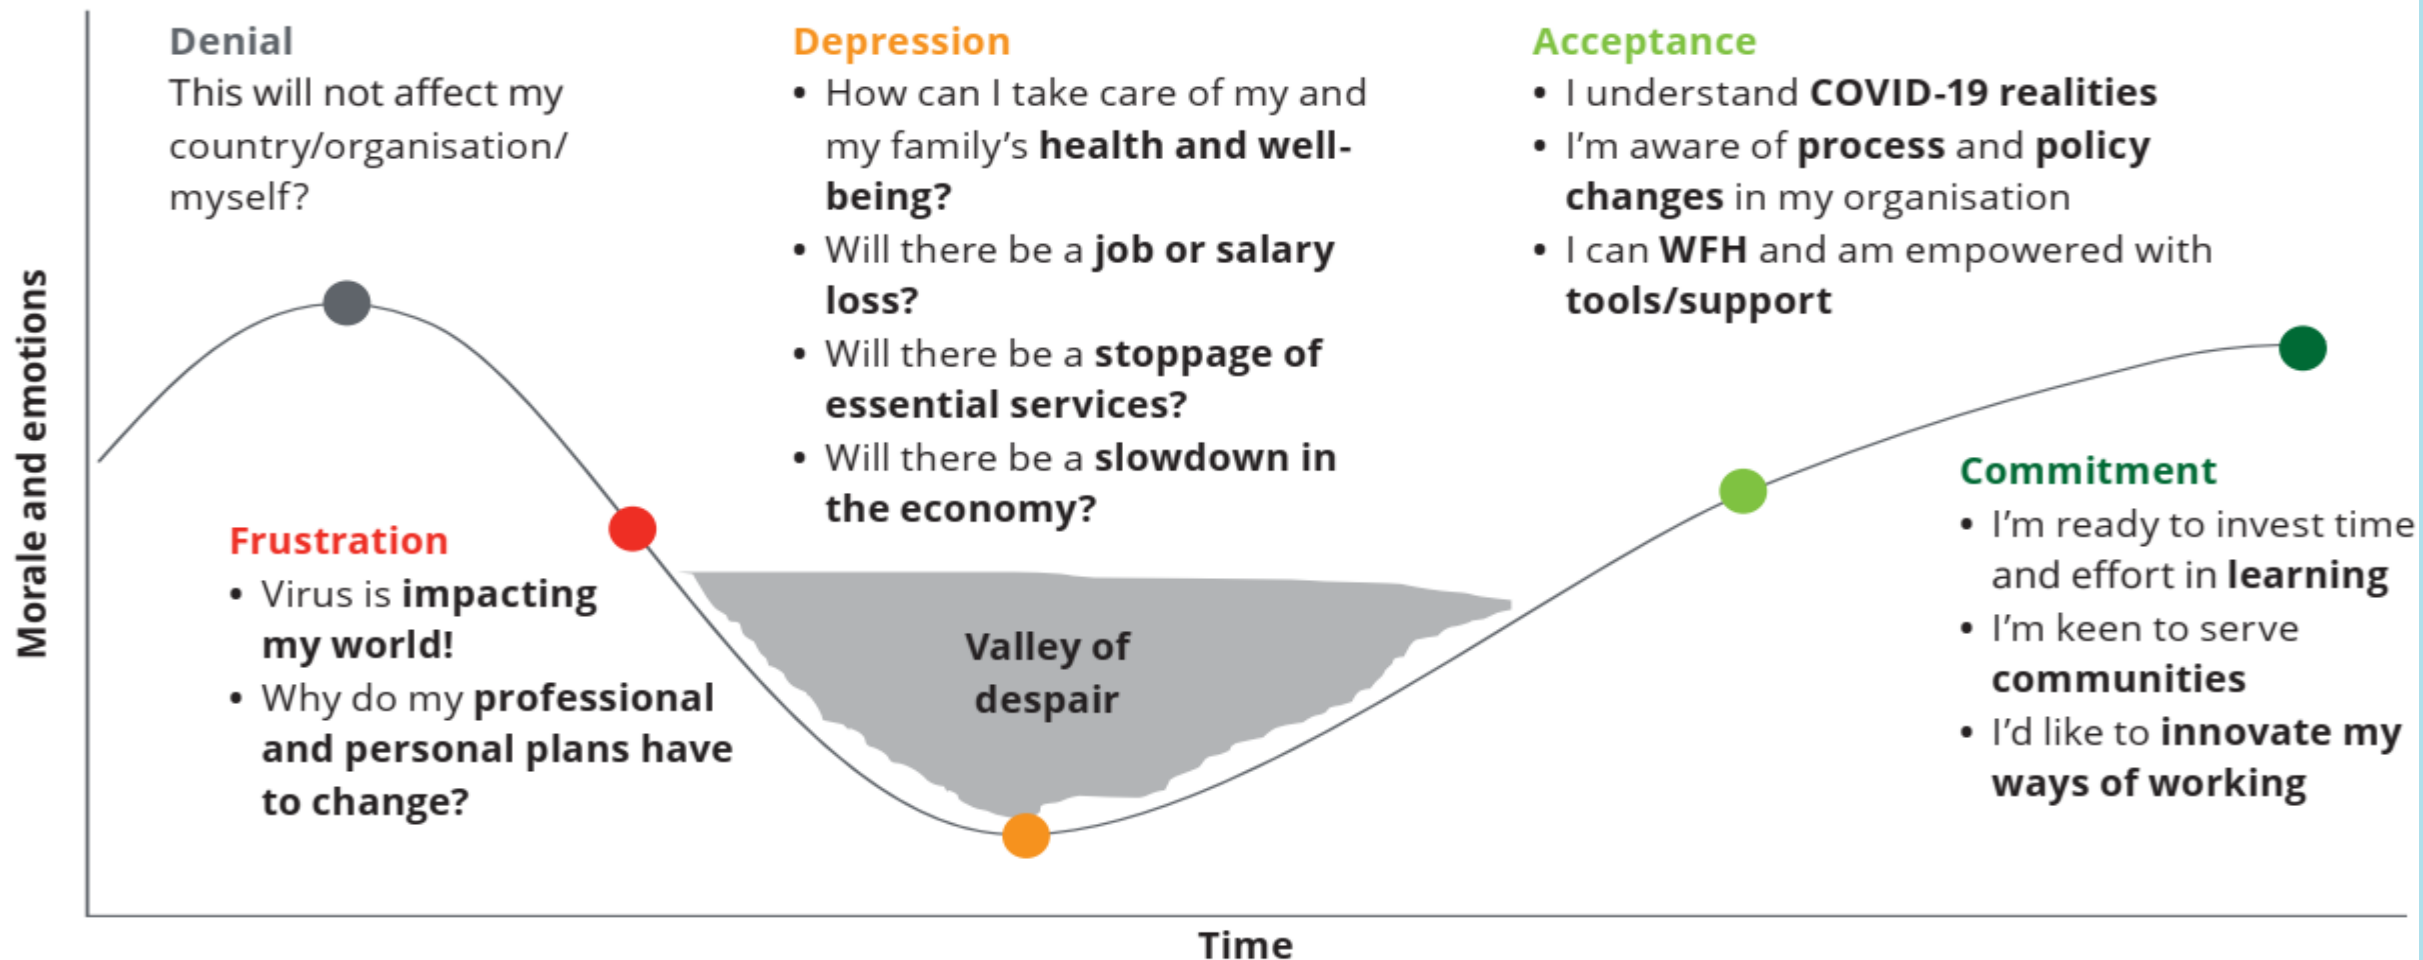 Denial
This will not affect my
country/organisation/
myself?
Depression
• How can I take care of my and
my family’s health and well-
being?
• Will there be a job or salary
loss?
• Will there be a stoppage of
essential services?
• Will there be a slowdown in
the economy?
Acceptance
• I understand COVID-19 realities
• I’m aware of process and policy
changes in my organisation
• I can WFH and am empowered with
tools/support
Morale and emotions
Frustration
• Virus is impacting
my world!
• Why do my professional
and personal plans have
to change?
Valley of
despair
Commitment
• I’m ready to invest time
and effort in learning
• I’m keen to serve
communities
• I’d like to innovate my
ways of working
Time